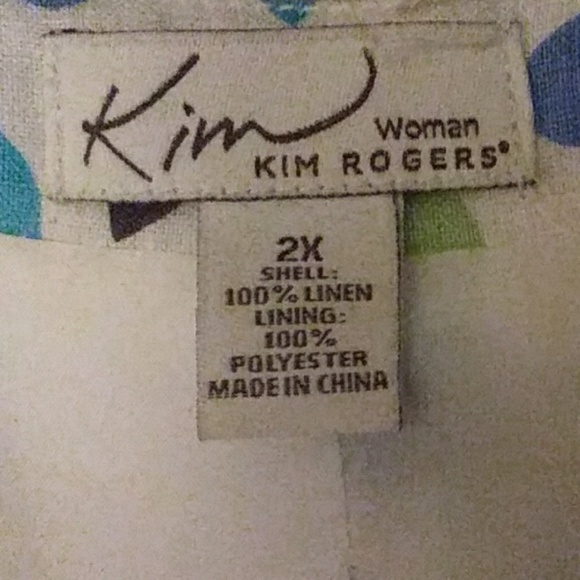 Kim
Woman
KIM ROGERS®
2X
SHELL:
100% LINEN
LINING:
100%
POLYESTER
MADE IN CHINA